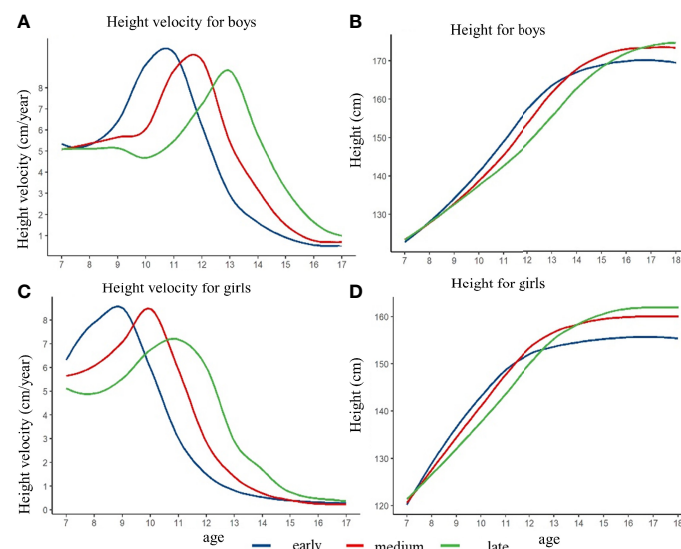 A
Height velocity for boys
Height velocity (cm/year)
8
7
6
5
4
3
2
1
7 8 9 10 11 12 13 14 15 16 17
B
Height for boys
Height (cm)
170
160
150
140
130
7 8 9 10 11 12 13 14 15 16 17 18
C
Height velocity for girls
Height velocity (cm/year)
8
7
6
5
4
3
2
1
0
7 8 9 10 11 12 13 14 15 16 17
age
D
Height for girls
Height (cm)
160
150
140
130
120
7 8 9 10 11 12 13 14 15 16 17 18
age
early medium late